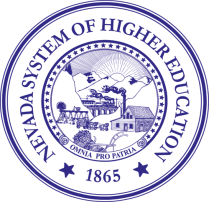 NEVADA SYSTEM OF HIGHER EDUCATION
OMNIA PRO PATRIA
1865